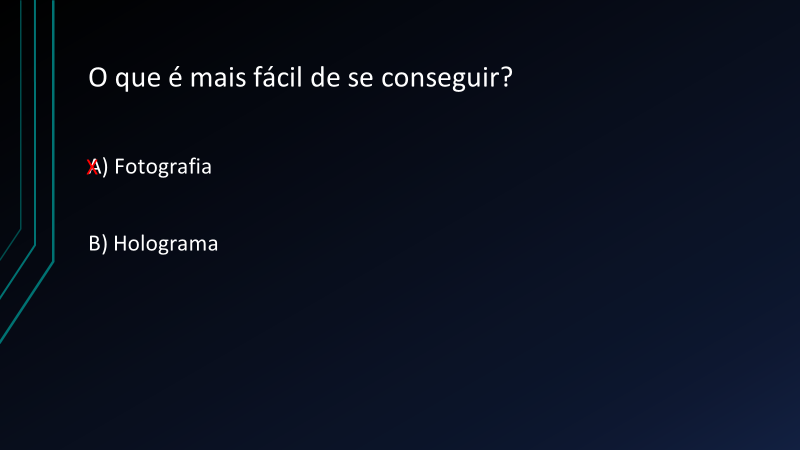 O que é mais fácil de se conseguir?
A) Fotografia
B) Holograma